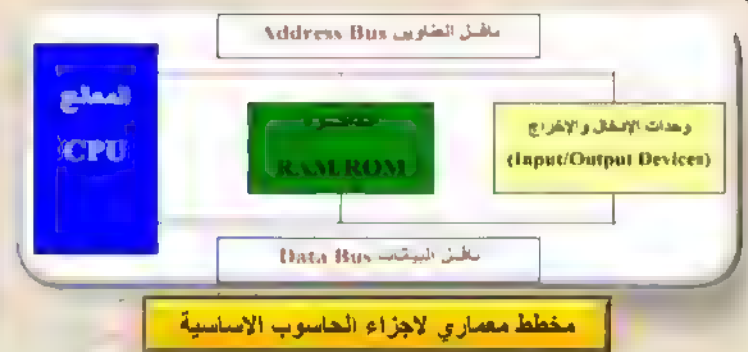 ناقل العناوين Address Bus
المعالج
CPU
RAM, ROM
وحدات الإدخال والإخراج
(Input/Output Devices)
ناقل البيانات Data Bus
مخطط معماري لاجزاء الحاسوب الاساسية